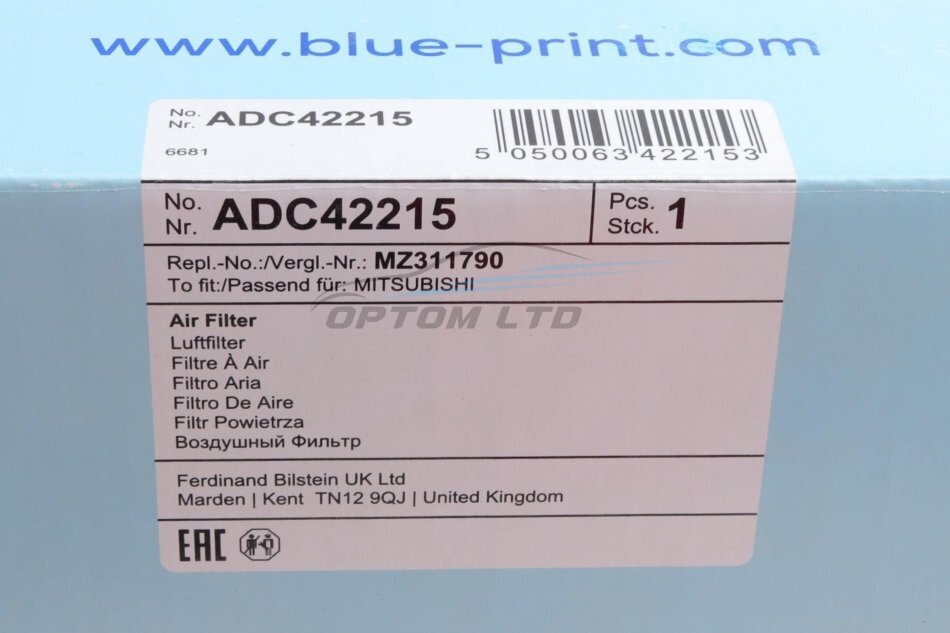 www.blue-print.com
No. Nr. ADC42215
6681
5 050063 422153
No. Nr. ADC42215
Pcs. Stck. 1
Repl.-No.:/Vergl.-Nr.: MZ311790
To fit:/Passend für: MITSUBISHI
OPTOM LTD
Air Filter
Luftfilter
Filtre À Air
Filtro Aria
Filtro De Aire
Filtr Powietrza
Воздушный Фильтр
Ferdinand Bilstein UK Ltd
Marden | Kent TN12 9QJ | United Kingdom
EAC